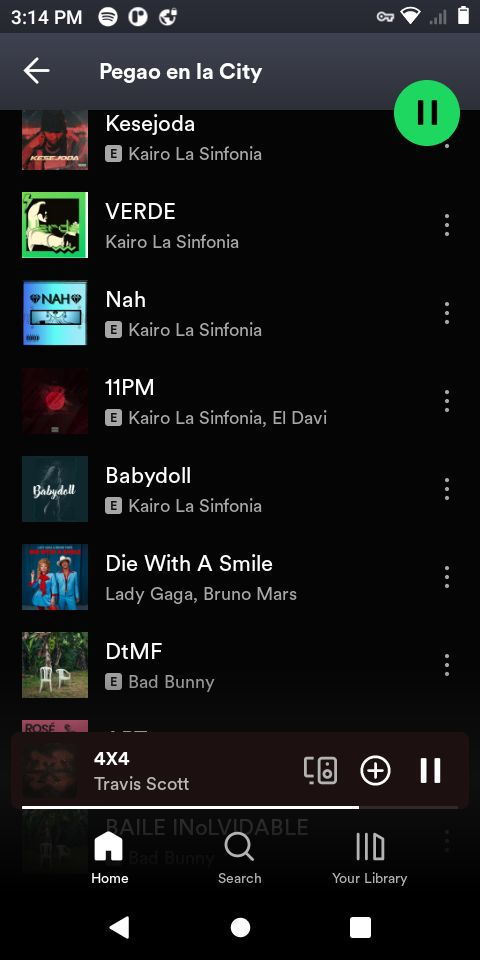 3:14 PM
Pegao en la City
KESEJODA
Kesejoda
E Kairo La Sinfonia
VERDE
Kairo La Sinfonia
NAH
Nah
E Kairo La Sinfonia
11PM
E Kairo La Sinfonia, El Davi
Babydoll
Babydoll
E Kairo La Sinfonia
Die With A Smile
Lady Gaga, Bruno Mars
DtMF
E Bad Bunny
ROSÉ
4X4
Travis Scott
BAILE INoLVIDABLE
Bad Bunny
Home
Search
Your Library